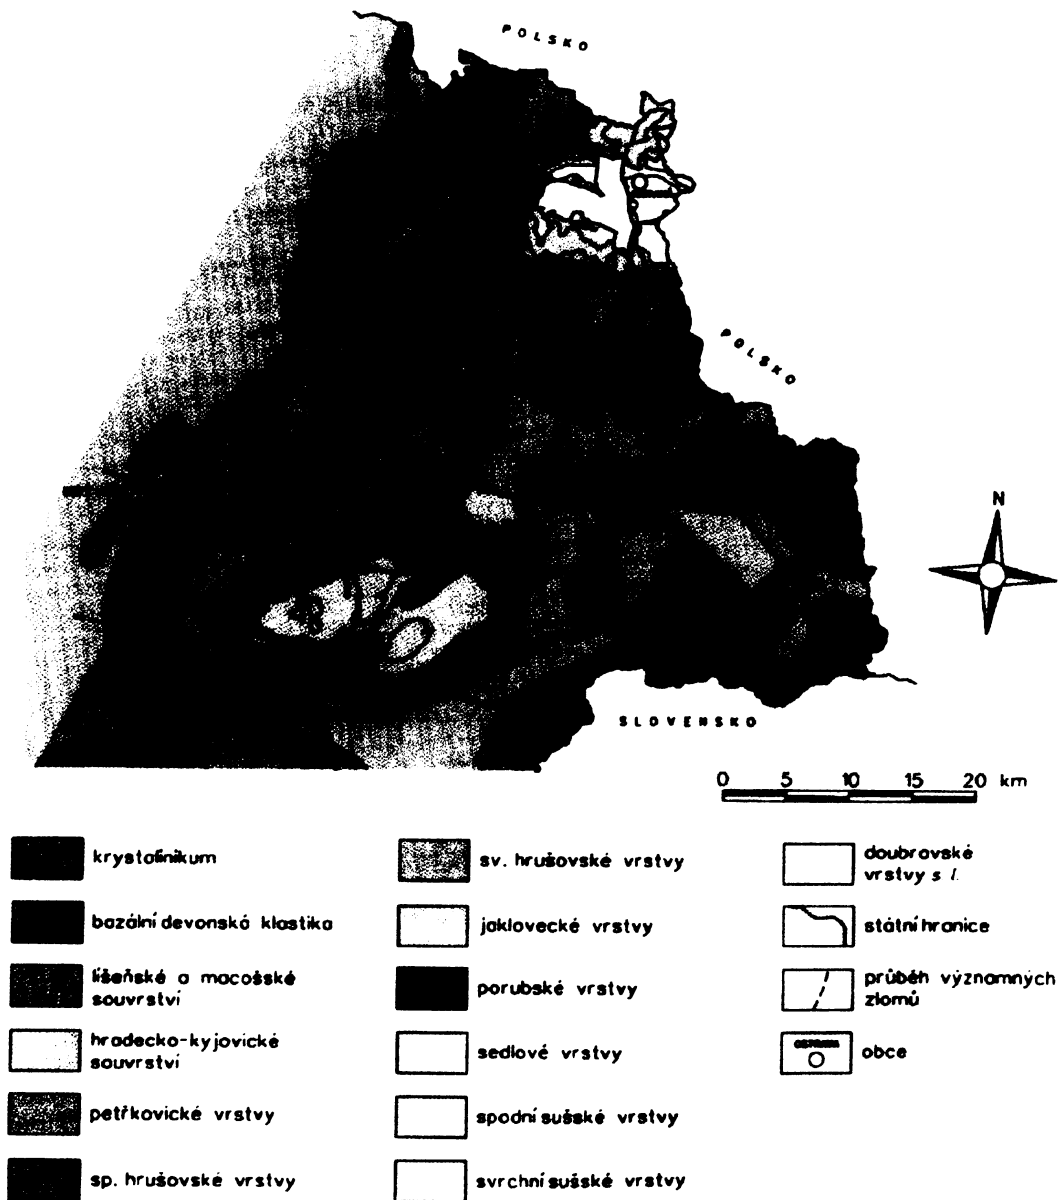 POLSKO
POLSKO
N
SLOVENSKO
0 5 10 15 20 km
krystalinikum
bazální devonská klastika
líšeňské a macošské
souvrství
hradecko-kyjovické
souvrství
petřkovické vrstvy
sp. hrušovské vrstvy
sv. hrušovské vrstvy
jaklovecké vrstvy
porubské vrstvy
sedlové vrstvy
spodní sušské vrstvy
svrchní sušské vrstvy
doubravské
vrstvy s l.
státní hranice
průběh významných
zlomů
OSTRAVA
obce